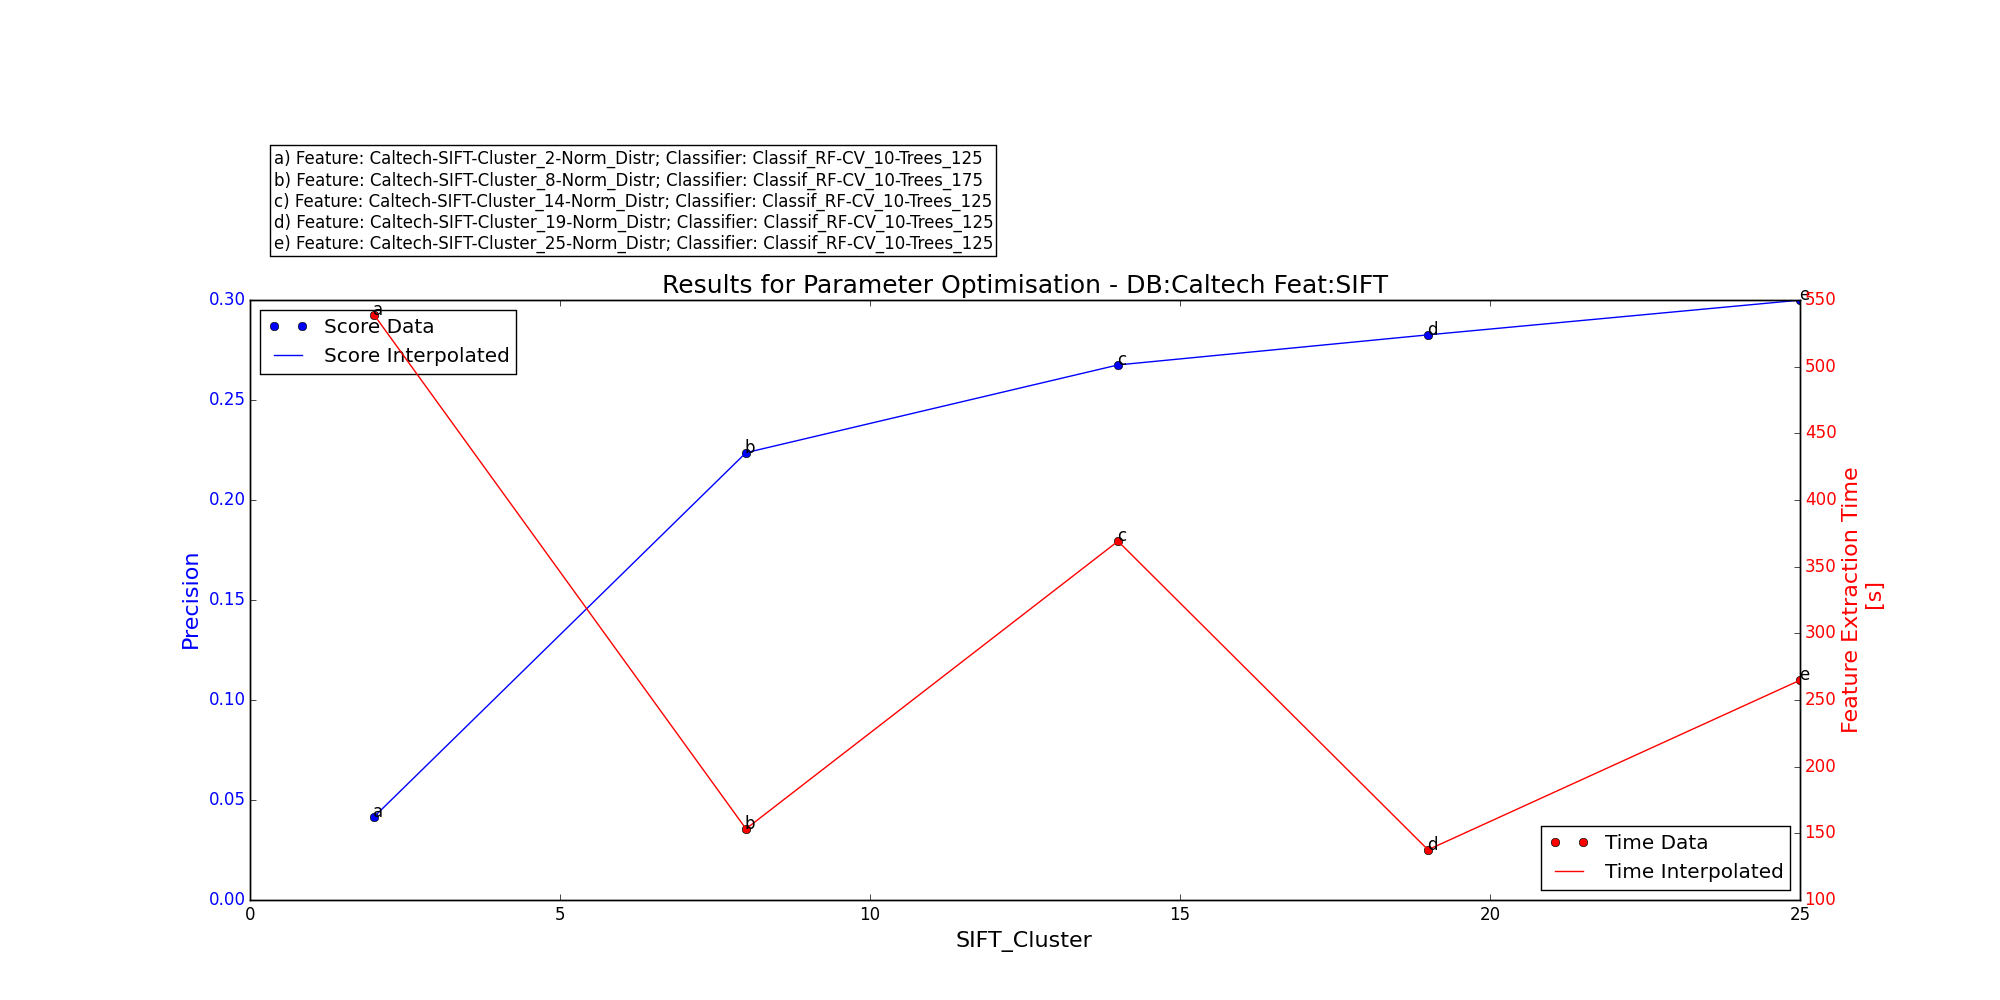 a) Feature: Caltech-SIFT-Cluster_2-Norm_Distr; Classifier: Classif_RF-CV_10-Trees_125
b) Feature: Caltech-SIFT-Cluster_8-Norm_Distr; Classifier: Classif_RF-CV_10-Trees_175
c) Feature: Caltech-SIFT-Cluster_14-Norm_Distr; Classifier: Classif_RF-CV_10-Trees_125
d) Feature: Caltech-SIFT-Cluster_19-Norm_Distr; Classifier: Classif_RF-CV_10-Trees_125
e) Feature: Caltech-SIFT-Cluster_25-Norm_Distr; Classifier: Classif_RF-CV_10-Trees_125
Results for Parameter Optimisation - DB:Caltech Feat:SIFT
Score Data
Score Interpolated
Precision
0.30
0.25
0.20
0.15
0.10
0.05
0.00
a
b
c
d
e
a
b
c
d
e
550
500
450
400
350
300
250
200
150
100
Feature Extraction Time
[s]
Time Data
Time Interpolated
0
5
10
15
20
25
SIFT_Cluster